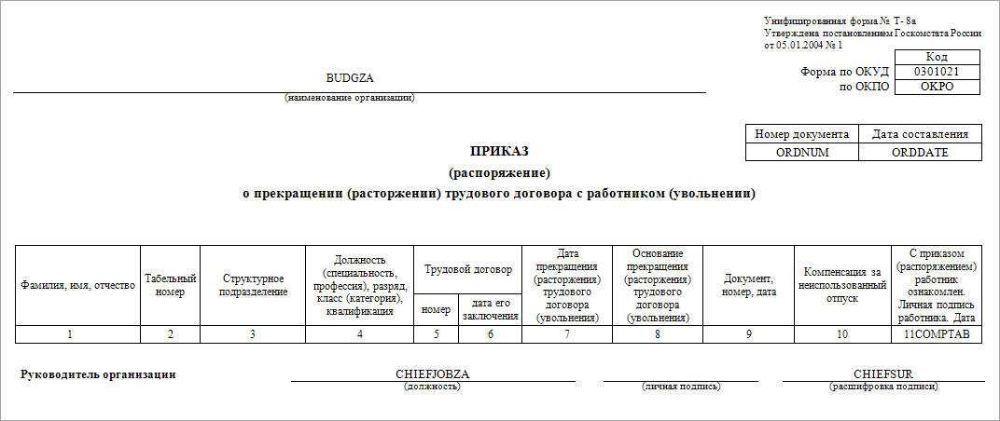 Унифицированная форма № Т- 8а
Утверждена постановлением Госкомстата России
от 05.01.2004 № 1
Код
Форма по ОКУД 0301021
BUDGZA
по ОКПО OKPO
(наименование организации)
Номер документа Дата составления
ORDNUM ORDDATE
ПРИКАЗ
(распоряжение)
о прекращении (расторжении) трудового договора с работником (увольнении)
Фамилия, имя, отчество
Табельный
номер
Структурное
подразделение
Должность
(специальность,
профессия), разряд,
класс (категория),
квалификация
Трудовой договор
номер
дата его
заключения
Дата
прекращения
(расторжения)
трудового
договора
(увольнения)
Основание
прекращения
(расторжения)
трудового
договора
(увольнения)
Документ,
номер, дата
Компенсация за
неиспользованный
отпуск
С приказом
(распоряжением)
работник
ознакомлен.
Личная подпись
работника. Дата
1 2 3 4 5 6 7 8 9 10 11COMPTAB
Руководитель организации CHIEFJOBZA CHIEFSUR
(должность) (личная подпись) (расшифровка подписи)